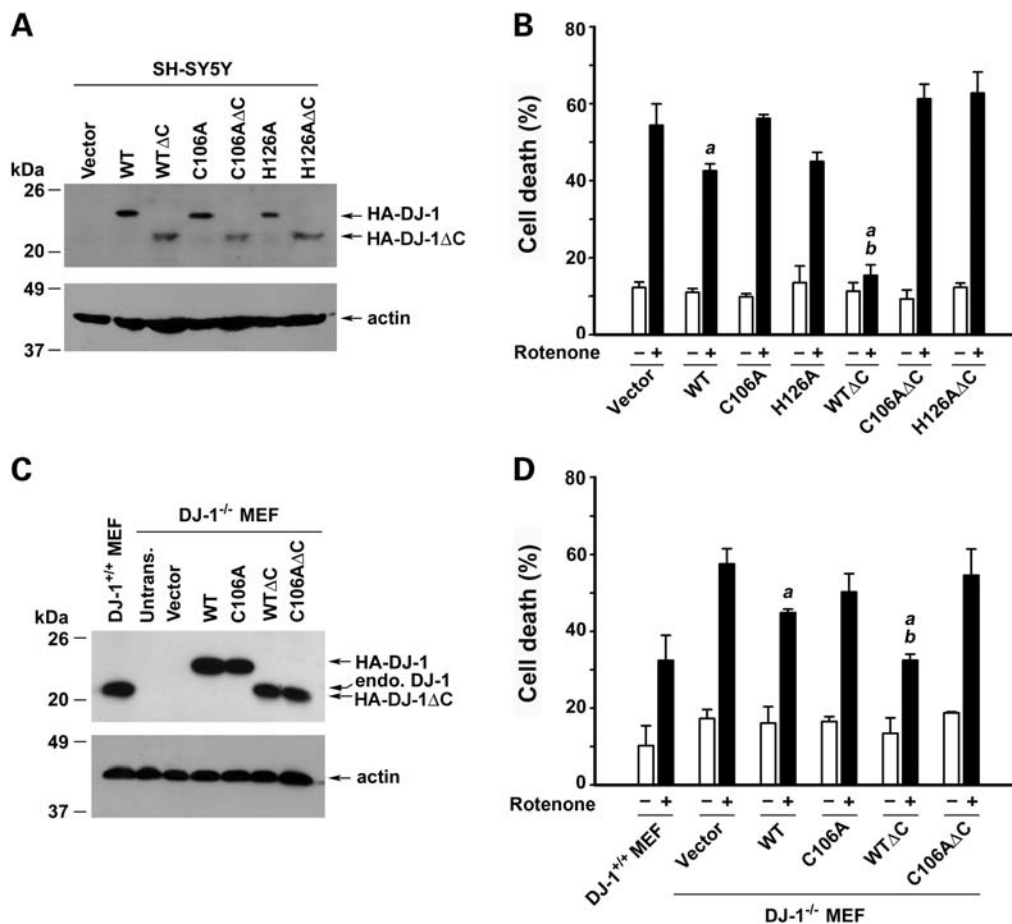 A
SH-SY5Y
Vector WT WTΔC C106A C106AΔC H126A H126AΔC
kDa
26
HA-DJ-1
HA-DJ-1ΔC
20
49
actin
37
B
Cell death (%)
80
60
40
20
0
a
a
b
Rotenone − + − + − + − + − + − + − +
Vector WT C106A H126A WTΔC C106AΔC H126AΔC
C
DJ-1-/- MEF
DJ-1+/+ MEF Untrans. Vector WT C106A WTΔC C106AΔC
kDa
26
HA-DJ-1
endo. DJ-1
20
HA-DJ-1ΔC
49
actin
37
D
Cell death (%)
80
60
40
20
0
a
a
b
Rotenone − + − + − + − + − + − +
DJ-1+/+ MEF Vector WT C106A WTΔC C106AΔC
DJ-1-/- MEF